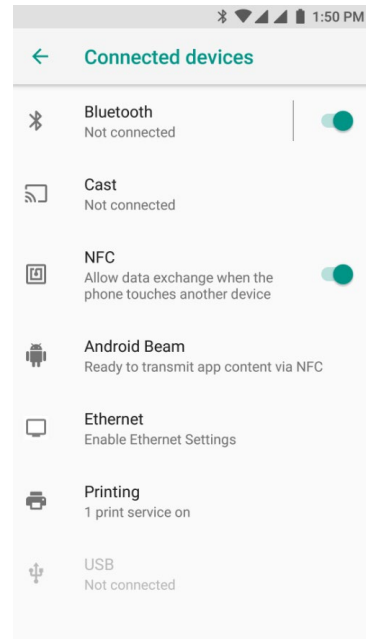 1:50 PM
Connected devices
Bluetooth
Not connected
Cast
Not connected
NFC
Allow data exchange when the
phone touches another device
Android Beam
Ready to transmit app content via NFC
Ethernet
Enable Ethernet Settings
Printing
1 print service on
USB
Not connected